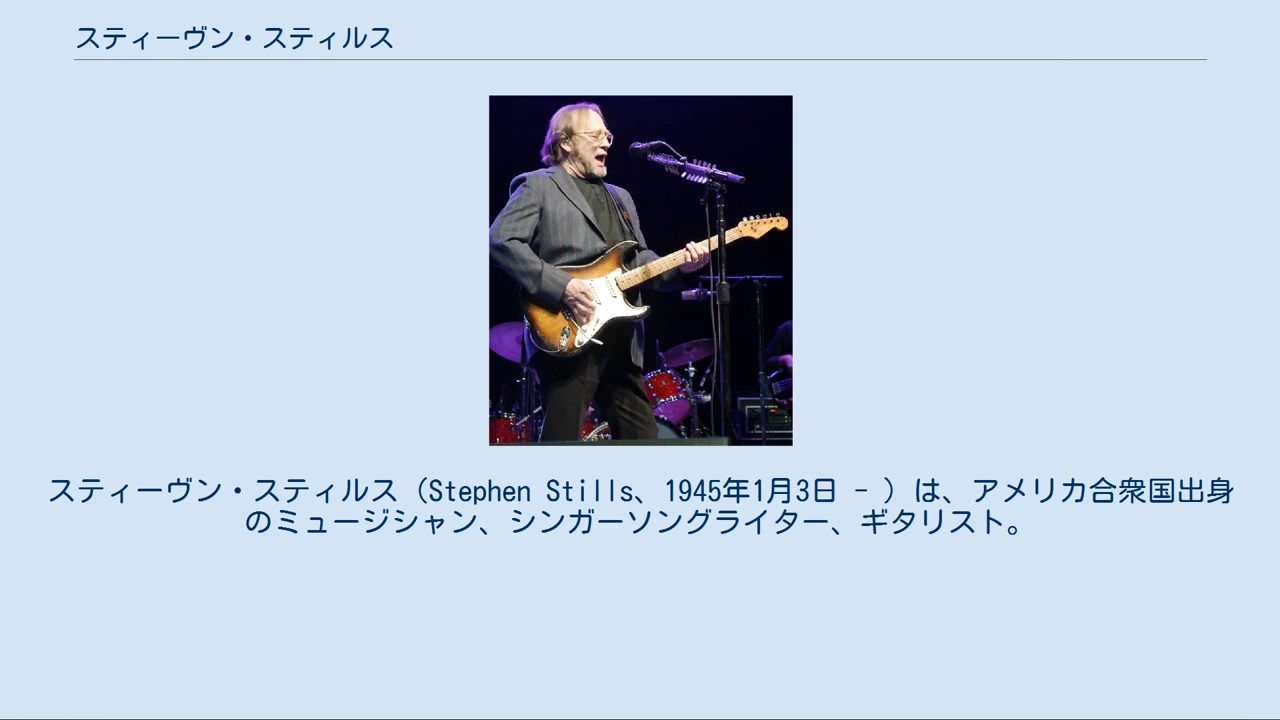 スティーヴン・スティルス
スティーヴン・スティルス（Stephen Stills、1945年1月3日 - ）は、アメリカ合衆国出身
のミュージシャン、シンガーソングライター、ギタリスト。